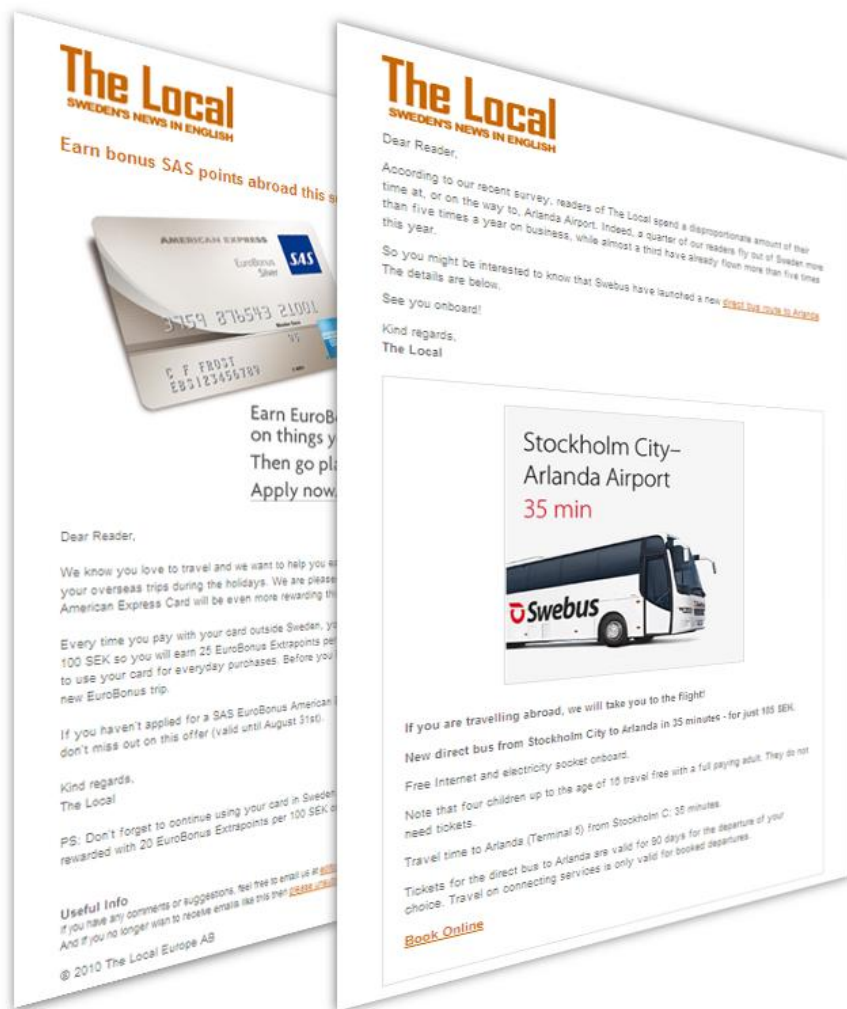 The Local
SWEDEN'S NEWS IN ENGLISH
Earn bonus SAS points abroad this
AMERICAN EXPRESS
EuroBonus
Silver
SAS
3759 876543 21001
Member Since
95
C F FROST
EBS123456789
Earn EuroB
on things y
Then go pla
Apply now.
Dear Reader,
We know you love to travel and we want to help you ea
your overseas trips during the holidays. We are please
American Express Card will be even more rewarding th
Every time you pay with your card outside Sweden, yo
100 SEK so you will earn 25 EuroBonus Extrapoints per
to use your card for everyday purchases. Before you
new EuroBonus trip.
If you haven't applied for a SAS EuroBonus American
don't miss out on this offer (valid until August 31st).
Kind regards,
The Local
PS: Don't forget to continue using your card in Sweden
rewarded with 20 EuroBonus Extrapoints per 100 SEK
Useful Info
If you have any comments or suggestions, feel free to email us at
And if you no longer wish to receive emails like this then please
© 2010 The Local Europe AB
The Local
SWEDEN'S NEWS IN ENGLISH
Dear Reader,
According to our recent survey, readers of The Local spend a disproportionate amount of their
time at, or on the way to, Arlanda Airport. Indeed, a quarter of our readers fly out of Sweden more
than five times a year on business, while almost a third have already flown more than five times
this year.
So you might be interested to know that Swebus have launched a new direct bus route to Arlanda
The details are below.
See you onboard!
Kind regards,
The Local
Stockholm City–
Arlanda Airport
35 min
Swebus
If you are travelling abroad, we will take you to the flight!
New direct bus from Stockholm City to Arlanda in 35 minutes - for just 105 SEK.
Free Internet and electricity socket onboard.
Note that four children up to the age of 16 travel free with a full paying adult. They do not
need tickets.
Travel time to Arlanda (Terminal 5) from Stockholm C: 35 minutes.
Tickets for the direct bus to Arlanda are valid for 90 days for the departure of your
choice. Travel on connecting services is only valid for booked departures.
Book Online